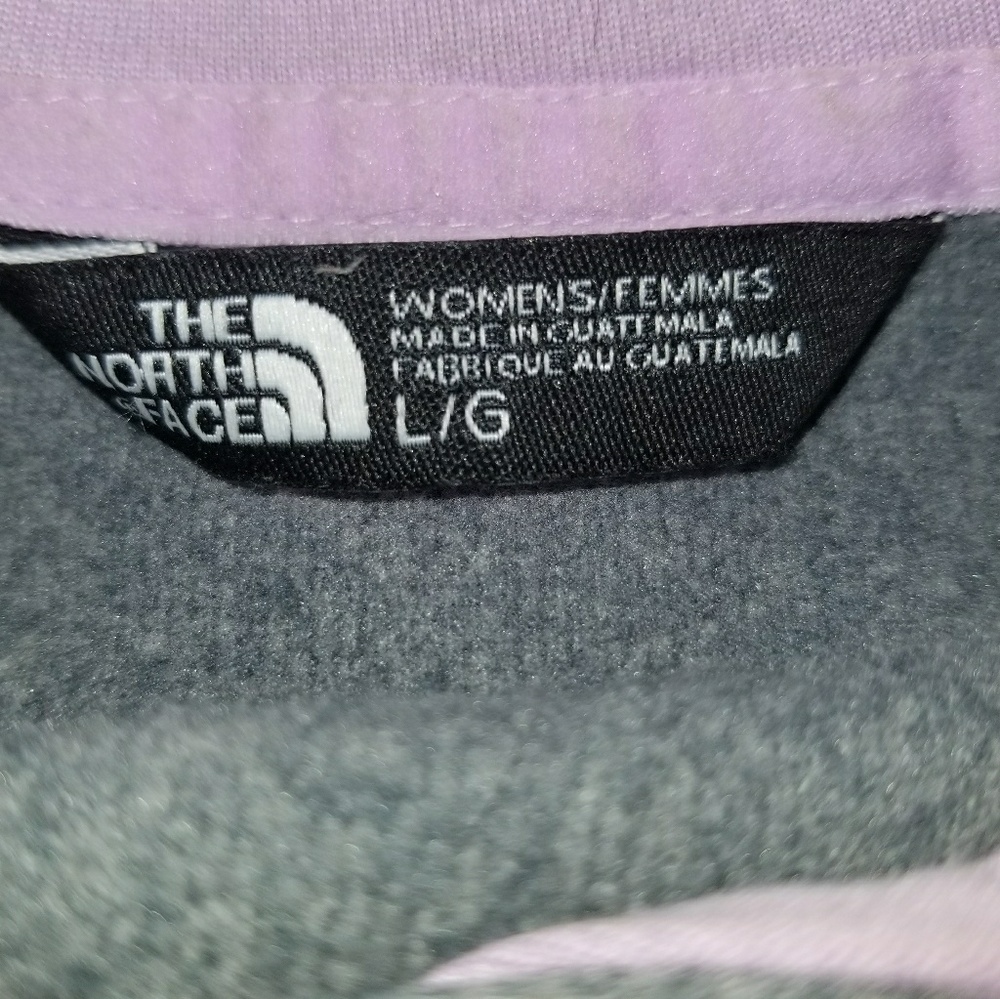 THE
NORTH
FACE
WOMENS/FEMMES
MADE IN GUATEMALA
FABRIQUE AU GUATEMALA
L/G